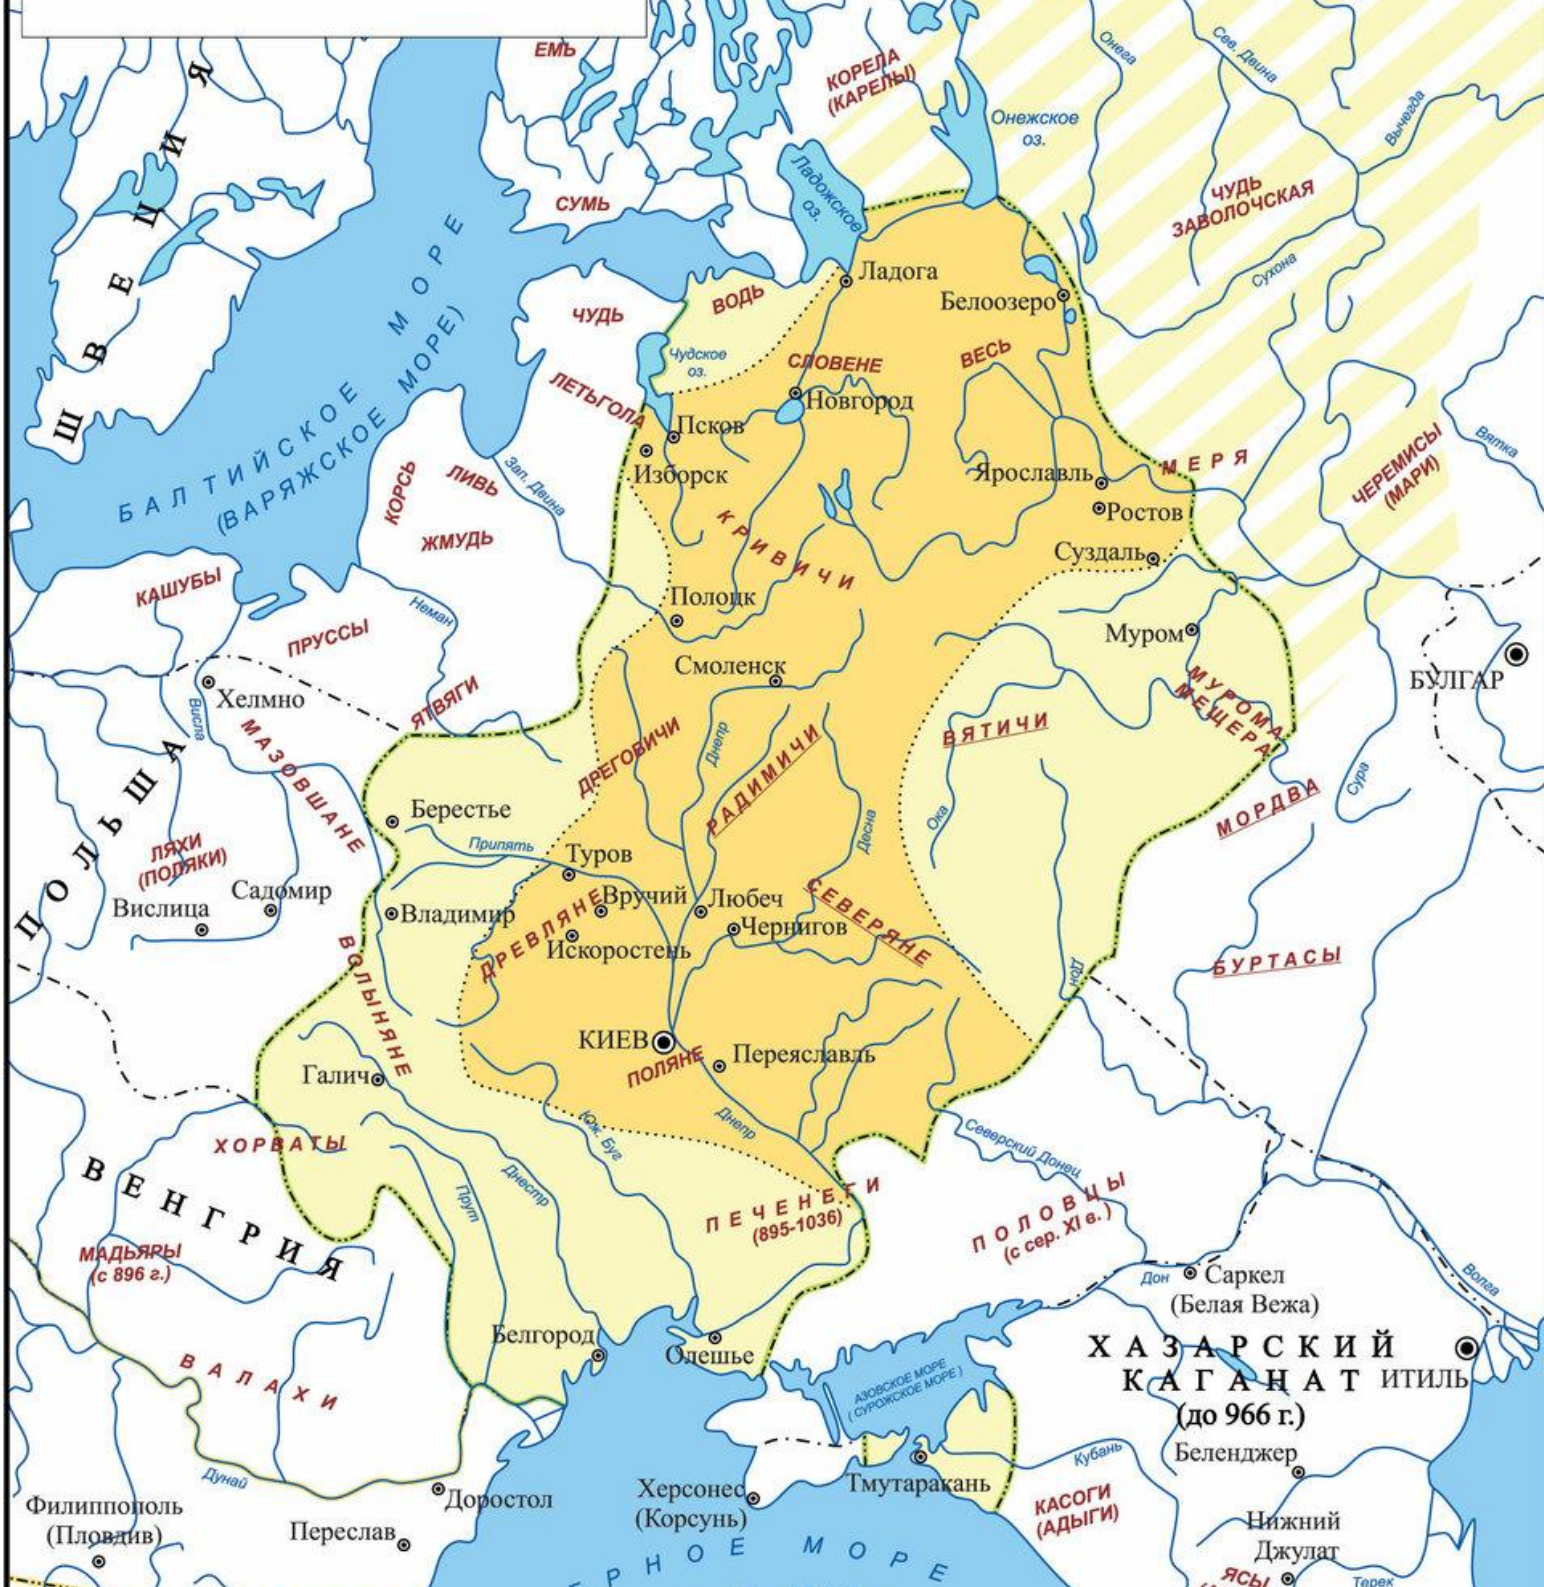 ЕМЬ
КОРЕЛА
(КАРЕЛЫ)
Онега
Сев. Двина
Вычегда
Онежское
оз.
Ладожское
оз.
СУМЬ
ЧУДЬ
ЗАВОЛОЧСКАЯ
Сухона
ШВЕЦИЯ
БАЛТИЙСКОЕ МОРЕ
(ВАРЯЖСКОЕ МОРЕ)
Ладога
Белоозеро
ВОДЬ
ЧУДЬ
Чудское
оз.
СЛОВЕНЕ
ВЕСЬ
ЛЕТЬГОЛА
Новгород
Псков
Изборск
Ярославль
МЕРЯ
ЧЕРЕМИСЫ
(МАРИ)
Вятка
Ростов
Суздаль
КОРСЬ
ЛИВЬ
Зап. Двина
ЖМУДЬ
КРИВИЧИ
КАШУБЫ
Неман
ПРУССЫ
Полоцк
Муром
БУЛГАР
Смоленск
Хелмно
Висла
ЯТВЯГИ
МУРОМА
МЕЩЕРА
ВЯТИЧИ
МАЗОВШАНЕ
ДРЕГОВИЧИ
Днепр
РАДИМИЧИ
Ока
Десна
МОРДВА
Сура
ПОЛЬША
Берестье
Припять
Туров
ЛЯХИ
(ПОЛЯКИ)
Садомир
Вислица
Владимир
Вручий
Любеч
Чернигов
СЕВЕРЯНЕ
ДРЕВЛЯНЕ
Искоростень
БУРТАСЫ
Дон
ВОЛЫНЯНЕ
КИЕВ
ПОЛЯНЕ
Переяславль
Галич
Днепр
Юж. Буг
ХОРВАТЫ
Северский Донец
Прут
Днестр
ВЕНГРИЯ
МАДЬЯРЫ
(с 896 г.)
ПЕЧЕНЕГИ
(895-1036)
ПОЛОВЦЫ
(с сер. XI в. )
Дон
Саркел
(Белая Вежа)
Волга
Белгород
Олешье
ХАЗАРСКИЙ
КАГАНАТ
(до 966 г.)
ИТИЛЬ
ВАЛАХИ
АЗОВСКОЕ МОРЕ
( СУРОЖСКОЕ МОРЕ )
Беленджер
Кубань
Дунай
Доростол
Херсонес
(Корсунь)
Тмутаракань
КАСОГИ
(АДЫГИ)
Филиппополь
(Пловдив)
Переслав
Нижний
Джулат
ЯСЫ
Терек
РНОЕ МОРЕ